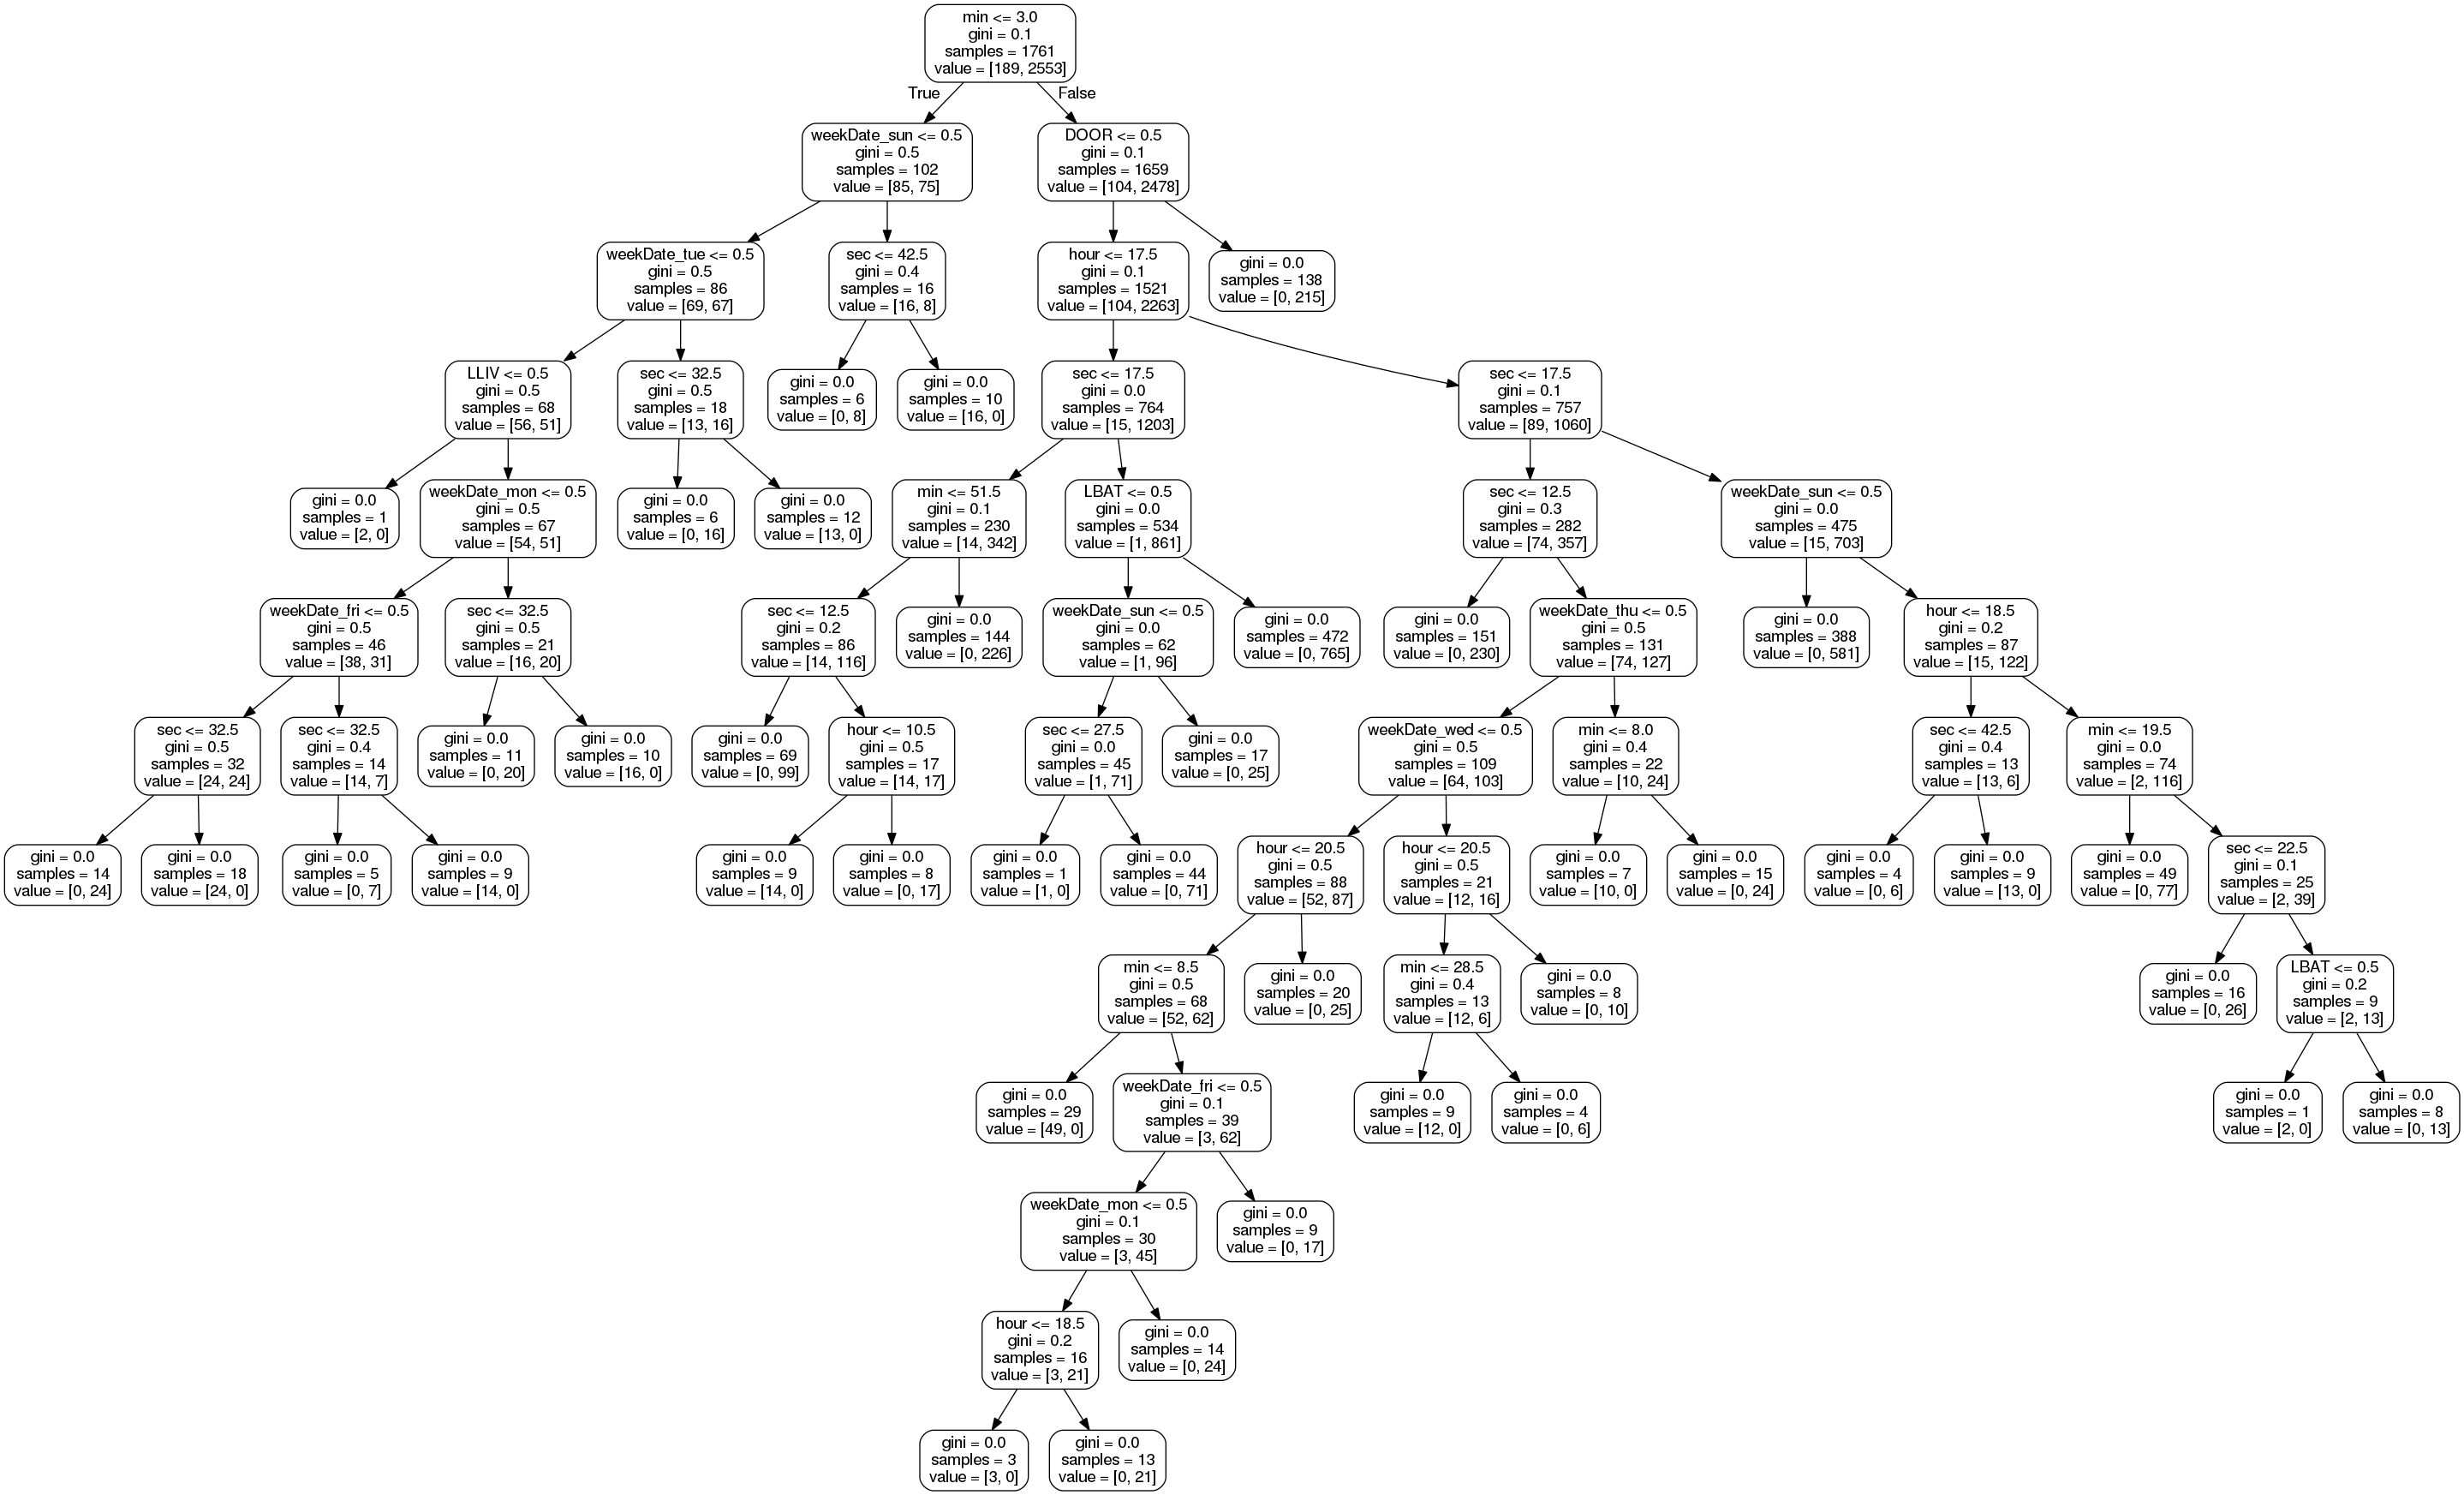 min <= 3.0
gini = 0.1
samples = 1761
value = [189, 2553]
True
False
weekDate_sun <= 0.5
gini = 0.5
samples = 102
value = [85, 75]
DOOR <= 0.5
gini = 0.1
samples = 1659
value = [104, 2478]
weekDate_tue <= 0.5
gini = 0.5
samples = 86
value = [69, 67]
sec <= 42.5
gini = 0.4
samples = 16
value = [16, 8]
hour <= 17.5
gini = 0.1
samples = 1521
value = [104, 2263]
gini = 0.0
samples = 138
value = [0, 215]
LLIV <= 0.5
gini = 0.5
samples = 68
value = [56, 51]
sec <= 32.5
gini = 0.5
samples = 18
value = [13, 16]
gini = 0.0
samples = 6
value = [0, 8]
gini = 0.0
samples = 10
value = [16, 0]
sec <= 17.5
gini = 0.0
samples = 764
value = [15, 1203]
sec <= 17.5
gini = 0.1
samples = 757
value = [89, 1060]
gini = 0.0
samples = 1
value = [2, 0]
weekDate_mon <= 0.5
gini = 0.5
samples = 67
value = [54, 51]
gini = 0.0
samples = 6
value = [0, 16]
gini = 0.0
samples = 12
value = [13, 0]
min <= 51.5
gini = 0.1
samples = 230
value = [14, 342]
LBAT <= 0.5
gini = 0.0
samples = 534
value = [1, 861]
sec <= 12.5
gini = 0.3
samples = 282
value = [74, 357]
weekDate_sun <= 0.5
gini = 0.0
samples = 475
value = [15, 703]
weekDate_fri <= 0.5
gini = 0.5
samples = 46
value = [38, 31]
sec <= 32.5
gini = 0.5
samples = 21
value = [16, 20]
sec <= 12.5
gini = 0.2
samples = 86
value = [14, 116]
gini = 0.0
samples = 144
value = [0, 226]
weekDate_sun <= 0.5
gini = 0.0
samples = 62
value = [1, 96]
gini = 0.0
samples = 472
value = [0, 765]
gini = 0.0
samples = 151
value = [0, 230]
weekDate_thu <= 0.5
gini = 0.5
samples = 131
value = [74, 127]
gini = 0.0
samples = 388
value = [0, 581]
hour <= 18.5
gini = 0.2
samples = 87
value = [15, 122]
sec <= 32.5
gini = 0.5
samples = 32
value = [24, 24]
sec <= 32.5
gini = 0.4
samples = 14
value = [14, 7]
gini = 0.0
samples = 11
value = [0, 20]
gini = 0.0
samples = 10
value = [16, 0]
gini = 0.0
samples = 69
value = [0, 99]
hour <= 10.5
gini = 0.5
samples = 17
value = [14, 17]
sec <= 27.5
gini = 0.0
samples = 45
value = [1, 71]
gini = 0.0
samples = 17
value = [0, 25]
weekDate_wed <= 0.5
gini = 0.5
samples = 109
value = [64, 103]
min <= 8.0
gini = 0.4
samples = 22
value = [10, 24]
sec <= 42.5
gini = 0.4
samples = 13
value = [13, 6]
min <= 19.5
gini = 0.0
samples = 74
value = [2, 116]
gini = 0.0
samples = 14
value = [0, 24]
gini = 0.0
samples = 18
value = [24, 0]
gini = 0.0
samples = 5
value = [0, 7]
gini = 0.0
samples = 9
value = [14, 0]
gini = 0.0
samples = 9
value = [14, 0]
gini = 0.0
samples = 8
value = [0, 17]
gini = 0.0
samples = 1
value = [1, 0]
gini = 0.0
samples = 44
value = [0, 71]
hour <= 20.5
gini = 0.5
samples = 88
value = [52, 87]
hour <= 20.5
gini = 0.5
samples = 21
value = [12, 16]
gini = 0.0
samples = 7
value = [10, 0]
gini = 0.0
samples = 15
value = [0, 24]
gini = 0.0
samples = 4
value = [0, 6]
gini = 0.0
samples = 9
value = [13, 0]
gini = 0.0
samples = 49
value = [0, 77]
sec <= 22.5
gini = 0.1
samples = 25
value = [2, 39]
min <= 8.5
gini = 0.5
samples = 68
value = [52, 62]
gini = 0.0
samples = 20
value = [0, 25]
min <= 28.5
gini = 0.4
samples = 13
value = [12, 6]
gini = 0.0
samples = 8
value = [0, 10]
gini = 0.0
samples = 16
value = [0, 26]
LBAT <= 0.5
gini = 0.2
samples = 9
value = [2, 13]
gini = 0.0
samples = 29
value = [49, 0]
weekDate_fri <= 0.5
gini = 0.1
samples = 39
value = [3, 62]
gini = 0.0
samples = 9
value = [12, 0]
gini = 0.0
samples = 4
value = [0, 6]
gini = 0.0
samples = 1
value = [2, 0]
gini = 0.0
samples = 8
value = [0, 13]
weekDate_mon <= 0.5
gini = 0.1
samples = 30
value = [3, 45]
gini = 0.0
samples = 9
value = [0, 17]
hour <= 18.5
gini = 0.2
samples = 16
value = [3, 21]
gini = 0.0
samples = 14
value = [0, 24]
gini = 0.0
samples = 3
value = [3, 0]
gini = 0.0
samples = 13
value = [0, 21]